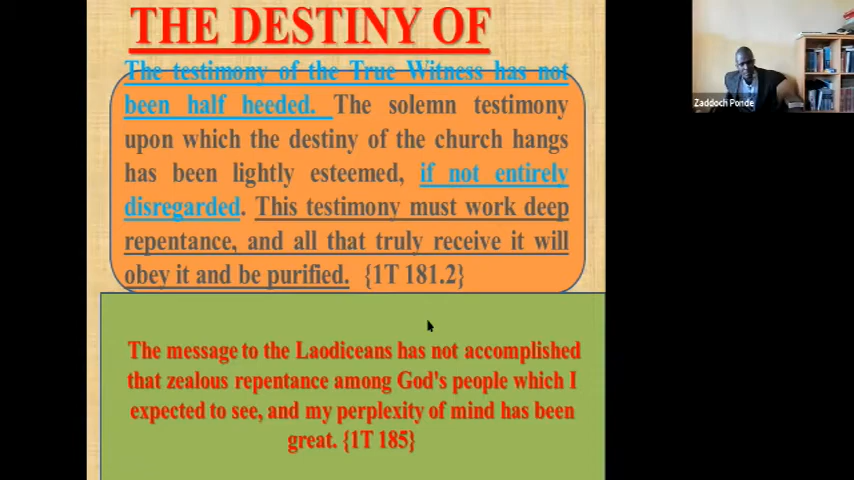 THE DESTINY OF
The testimony of the True Witness has not
been half heeded. The solemn testimony
upon which the destiny of the church hangs
has been lightly esteemed, if not entirely
disregarded. This testimony must work deep
repentance, and all that truly receive it will
obey it and be purified. {1T 181.2}
The message to the Laodiceans has not accomplished
that zealous repentance among God's people which I
expected to see, and my perplexity of mind has been
great. {1T 185}
Zaddoch Ponde